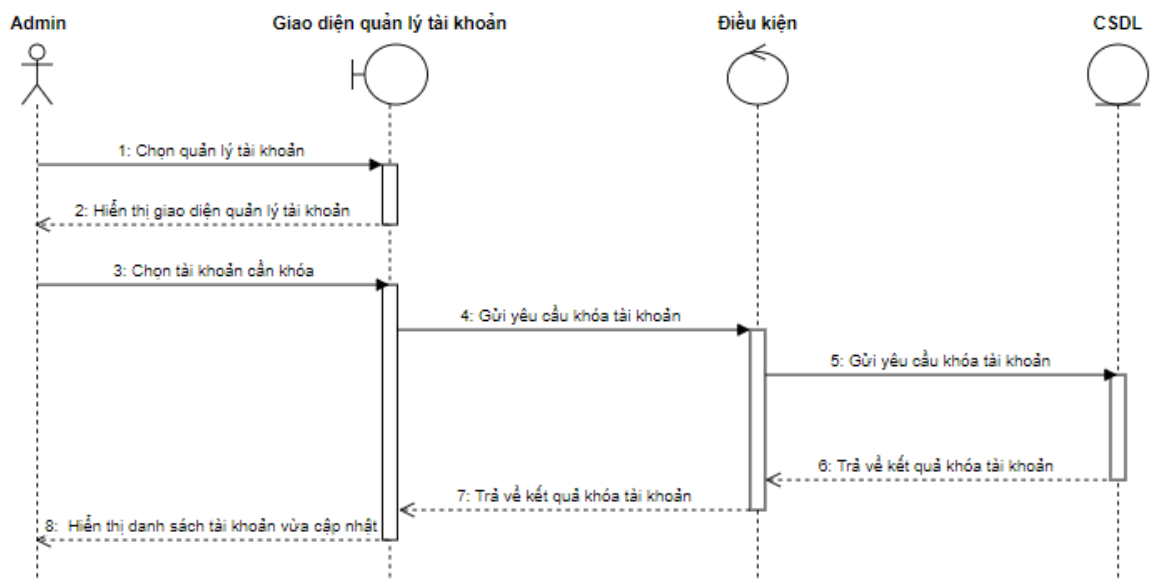 Admin
Giao diện quản lý tài khoản
Điều kiện
CSDL
1: Chọn quản lý tài khoản
2: Hiển thị giao diện quản lý tài khoản
3: Chọn tài khoản cần khóa
4: Gửi yêu cầu khóa tài khoản
5: Gửi yêu cầu khóa tài khoản
6: Trả về kết quả khóa tài khoản
7: Trả về kết quả khóa tài khoản
8: Hiển thị danh sách tài khoản vừa cập nhật